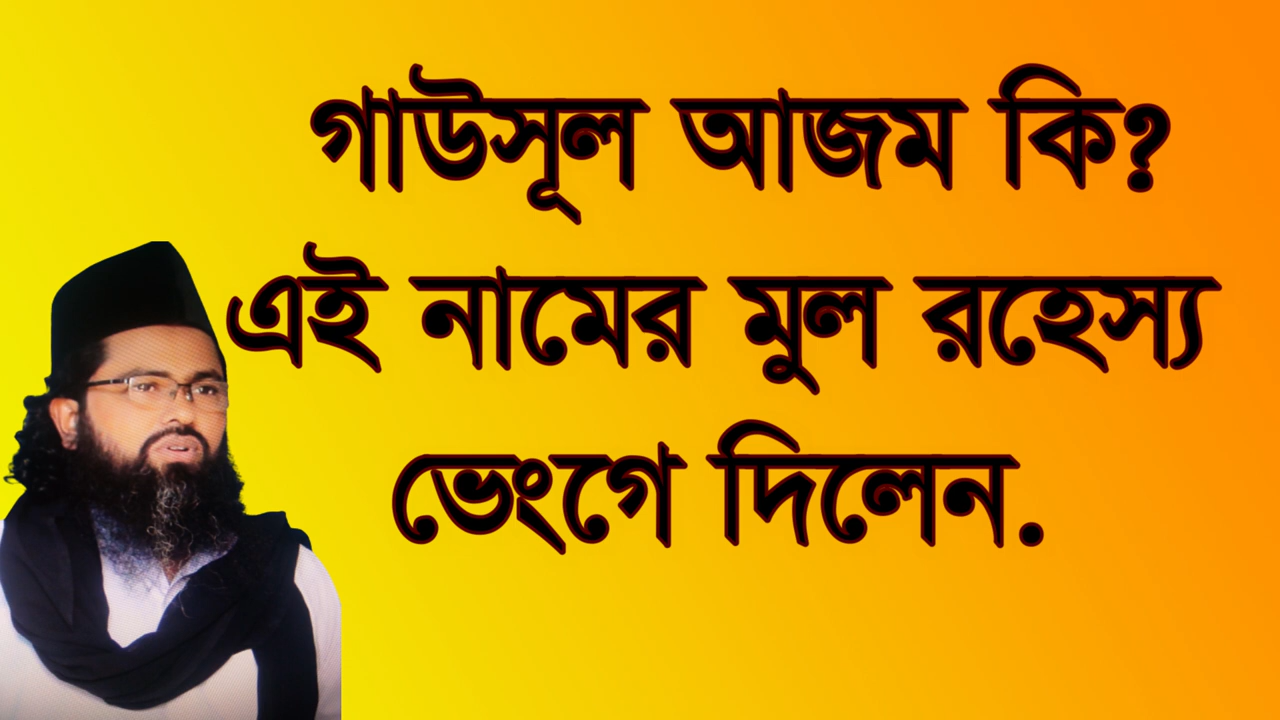 গাউসূল আজম কি?
এই নামের মুল রহেস্য
ভেংগে দিলেন.